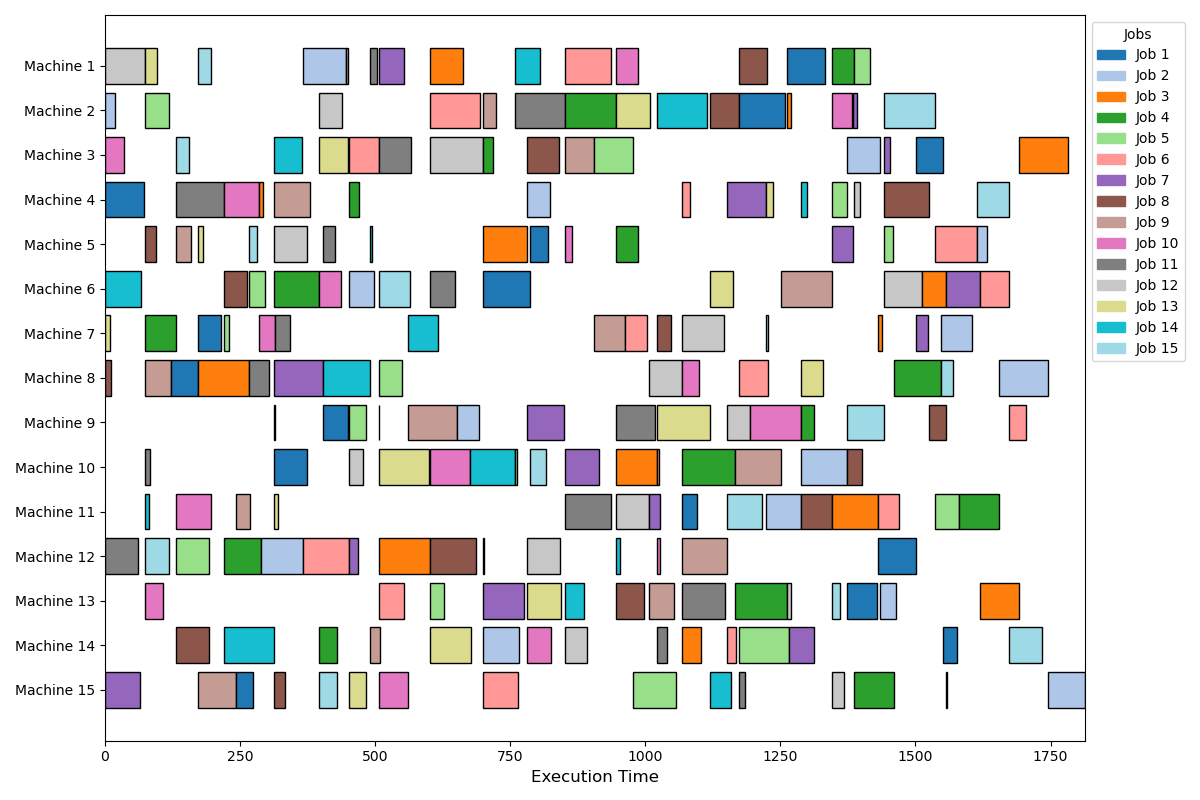 Machine 1
Machine 2
Machine 3
Machine 4
Machine 5
Machine 6
Machine 7
Machine 8
Machine 9
Machine 10
Machine 11
Machine 12
Machine 13
Machine 14
Machine 15
0
250
500
750
1000
1250
1500
1750
Execution Time
Jobs
Job 1
Job 2
Job 3
Job 4
Job 5
Job 6
Job 7
Job 8
Job 9
Job 10
Job 11
Job 12
Job 13
Job 14
Job 15